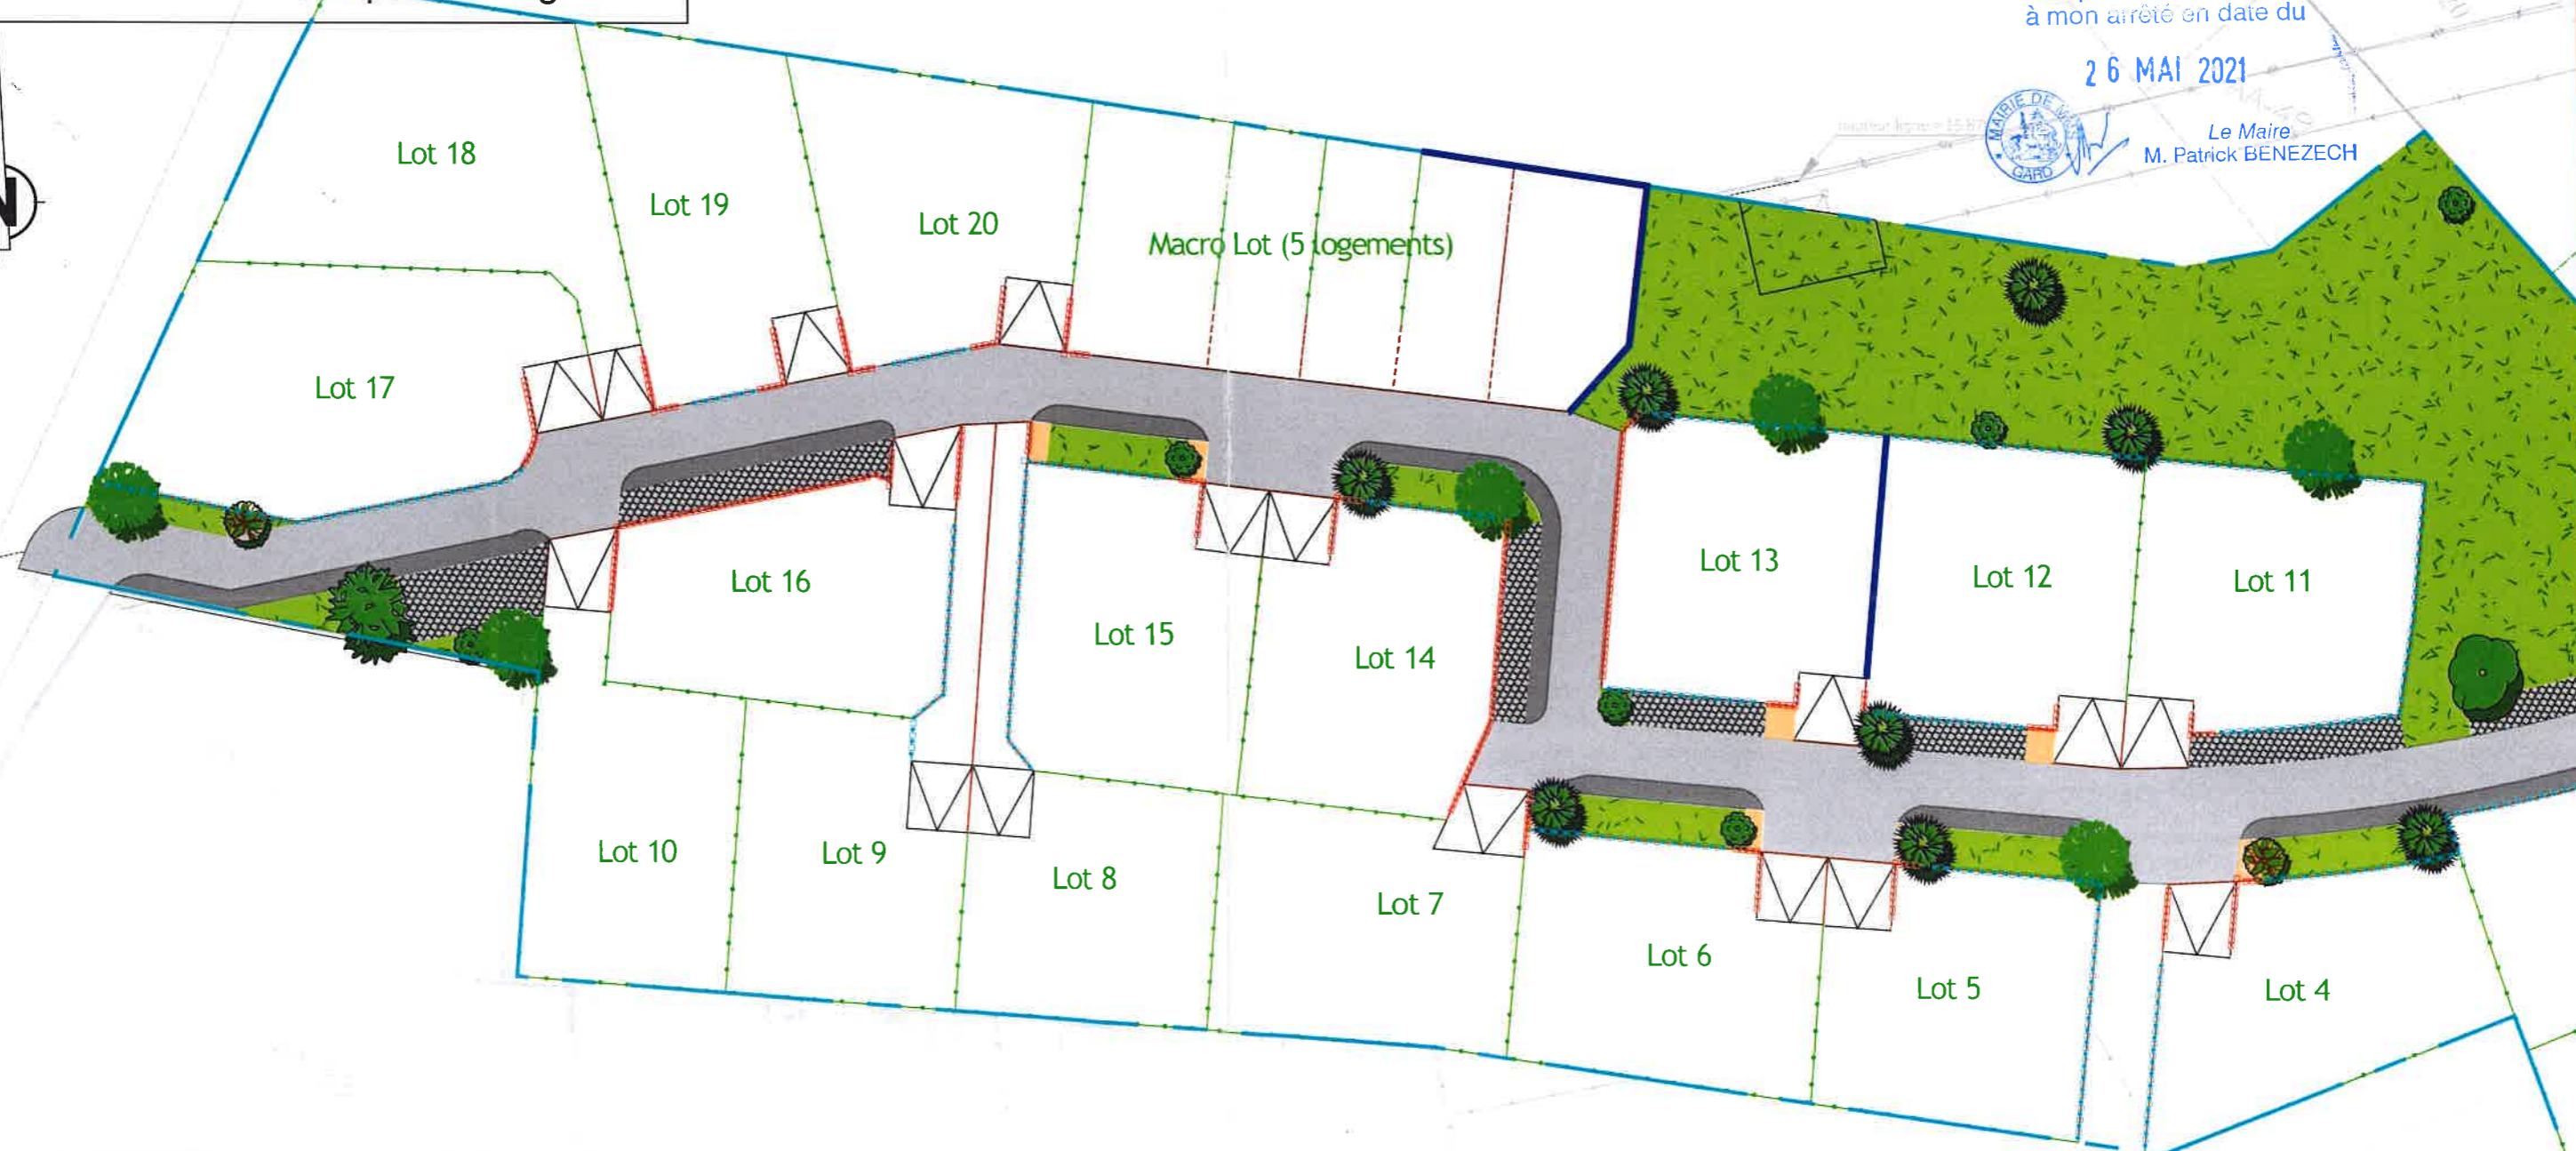 à mon arrêté en date du
26 MAI 2021
MAIRIE DE
GARD
Le Maire
M. Patrick BENEZECH
N
Lot 18
Lot 19
Lot 20
Macro Lot (5 logements)
Lot 17
Lot 16
Lot 15
Lot 14
Lot 13
Lot 12
Lot 11
Lot 10
Lot 9
Lot 8
Lot 7
Lot 6
Lot 5
Lot 4